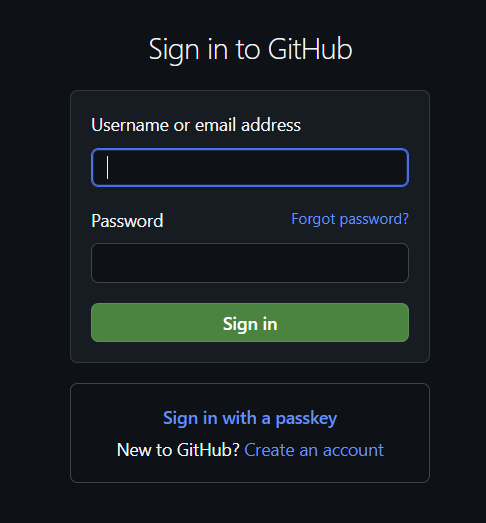 Sign in to GitHub
Username or email address
Password Forgot password?
Sign in
Sign in with a passkey
New to GitHub? Create an account